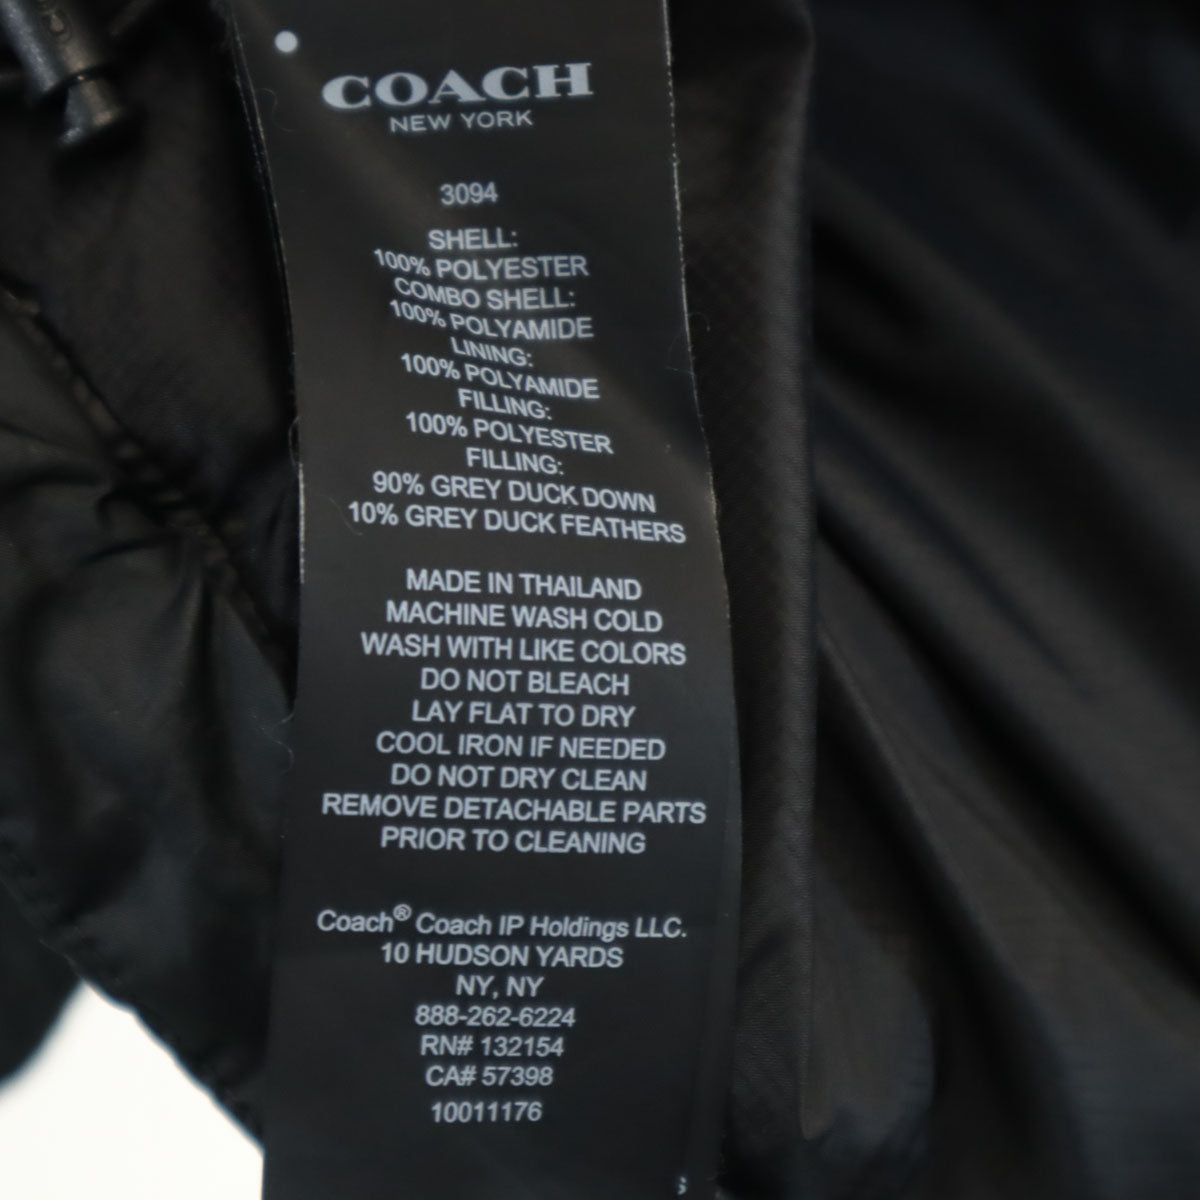 COACH
NEW YORK
3094
SHELL:
100% POLYESTER
COMBO SHELL:
100% POLYAMIDE
LINING:
100% POLYAMIDE
FILLING:
100% POLYESTER
FILLING:
90% GREY DUCK DOWN
10% GREY DUCK FEATHERS
MADE IN THAILAND
MACHINE WASH COLD
WASH WITH LIKE COLORS
DO NOT BLEACH
LAY FLAT TO DRY
COOL IRON IF NEEDED
DO NOT DRY CLEAN
REMOVE DETACHABLE PARTS
PRIOR TO CLEANING
Coach® Coach IP Holdings LLC.
10 HUDSON YARDS
NY, NY
888-262-6224
RN# 132154
CA# 57398
10011176